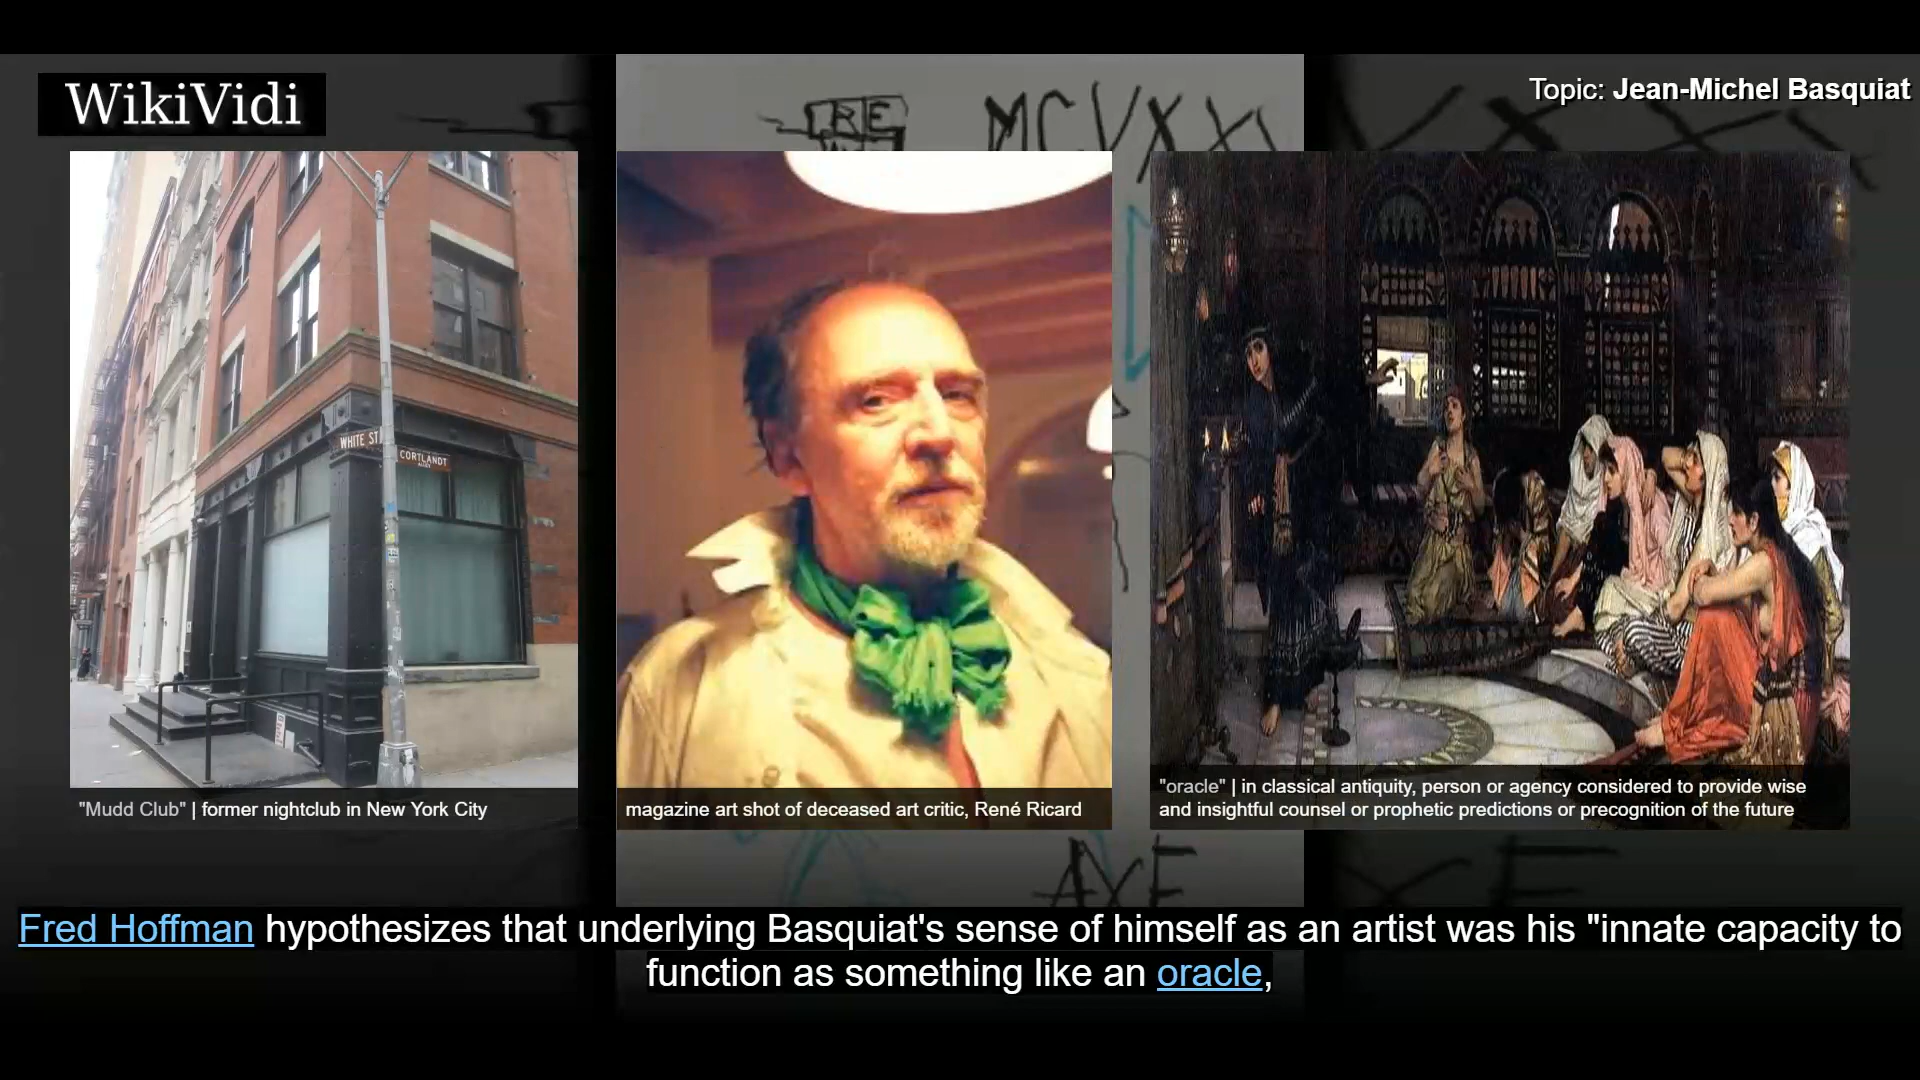 WikiVidi
Topic: Jean-Michel Basquiat
MCVXX
WHITE ST
CORTLANDT
"Mudd Club" | former nightclub in New York City
magazine art shot of deceased art critic, René Ricard
"oracle" | in classical antiquity, person or agency considered to provide wise
and insightful counsel or prophetic predictions or precognition of the future
AXE
Fred Hoffman hypothesizes that underlying Basquiat's sense of himself as an artist was his "innate capacity to
function as something like an oracle,